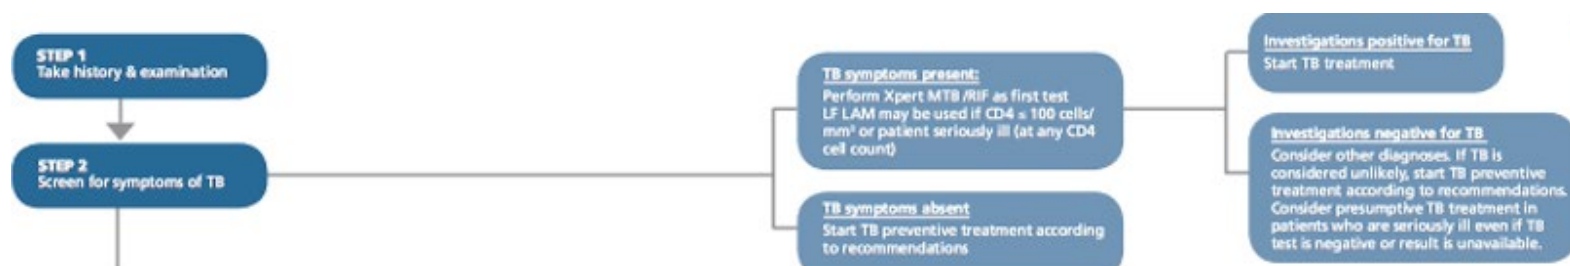 STEP 1
Take history & examination
STEP 2
Screen for symptoms of TB
TB symptoms present:
Perform Xpert MTB/RIF as first test
LF LAM may be used if CD4 ≤ 100 cells/
mm³ or patient seriously ill (at any CD4
cell count)
TB symptoms absent
Start TB preventive treatment according
to recommendations
Investigations positive for TB
Start TB treatment
Investigations negative for TB
Consider other diagnoses. If TB is
considered unlikely, start TB preventive
treatment according to recommendations.
Consider presumptive TB treatment in
patients who are seriously ill even if TB
test is negative or result is unavailable.